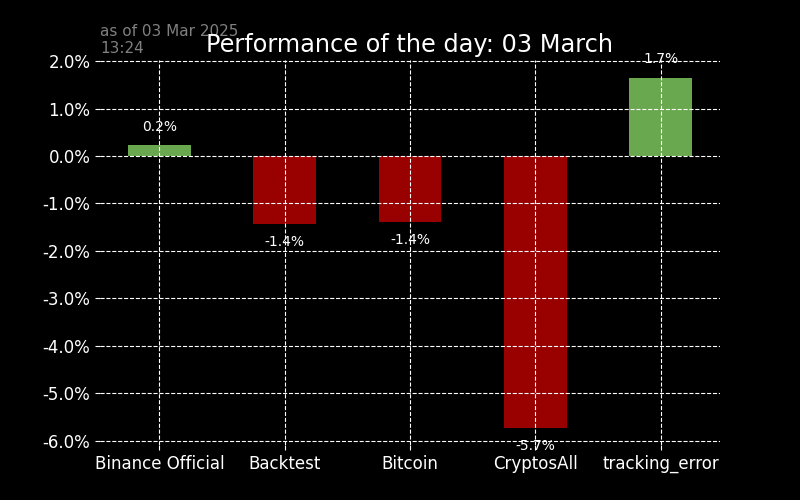 as of 03 Mar 2025
13:24
Performance of the day: 03 March
2.0%
1.0%
0.0%
-1.0%
-2.0%
-3.0%
-4.0%
-5.0%
-6.0%
0.2%
-1.4%
-1.4%
-5.7%
1.7%
Binance Official
Backtest
Bitcoin
CryptosAll
tracking_error